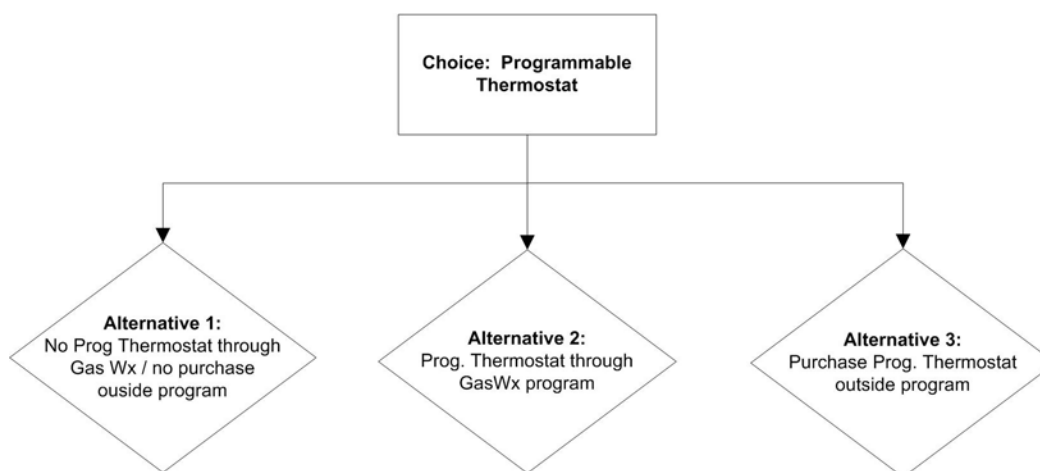 Choice: Programmable
Thermostat
Alternative 1:
No Prog Thermostat through
Gas Wx / no purchase
ouside program
Alternative 2:
Prog. Thermostat through
GasWx program
Alternative 3:
Purchase Prog. Thermostat
outside program